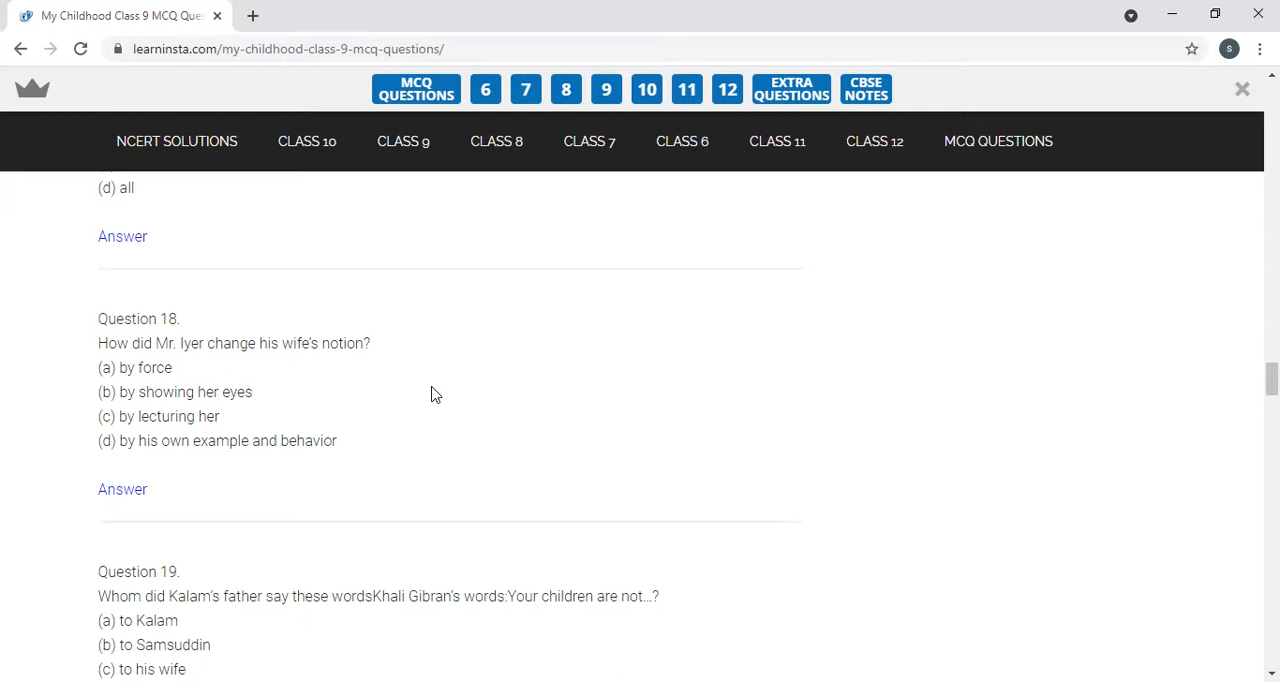 My Childhood Class 9 MCQ Ques
learninsta.com/my-childhood-class-9-mcq-questions/
S
MCQ QUESTIONS
6
7
8
9
10
11
12
EXTRA QUESTIONS
CBSE NOTES
NCERT SOLUTIONS CLASS 10 CLASS 9 CLASS 8 CLASS 7 CLASS 6 CLASS 11 CLASS 12 MCQ QUESTIONS
(d) all
Answer
Question 18.
How did Mr. Iyer change his wife's notion?
(a) by force
(b) by showing her eyes
(c) by lecturing her
(d) by his own example and behavior
Answer
Question 19.
Whom did Kalam's father say these wordsKhali Gibran's words:Your children are not...?
(a) to Kalam
(b) to Samsuddin
(c) to his wife